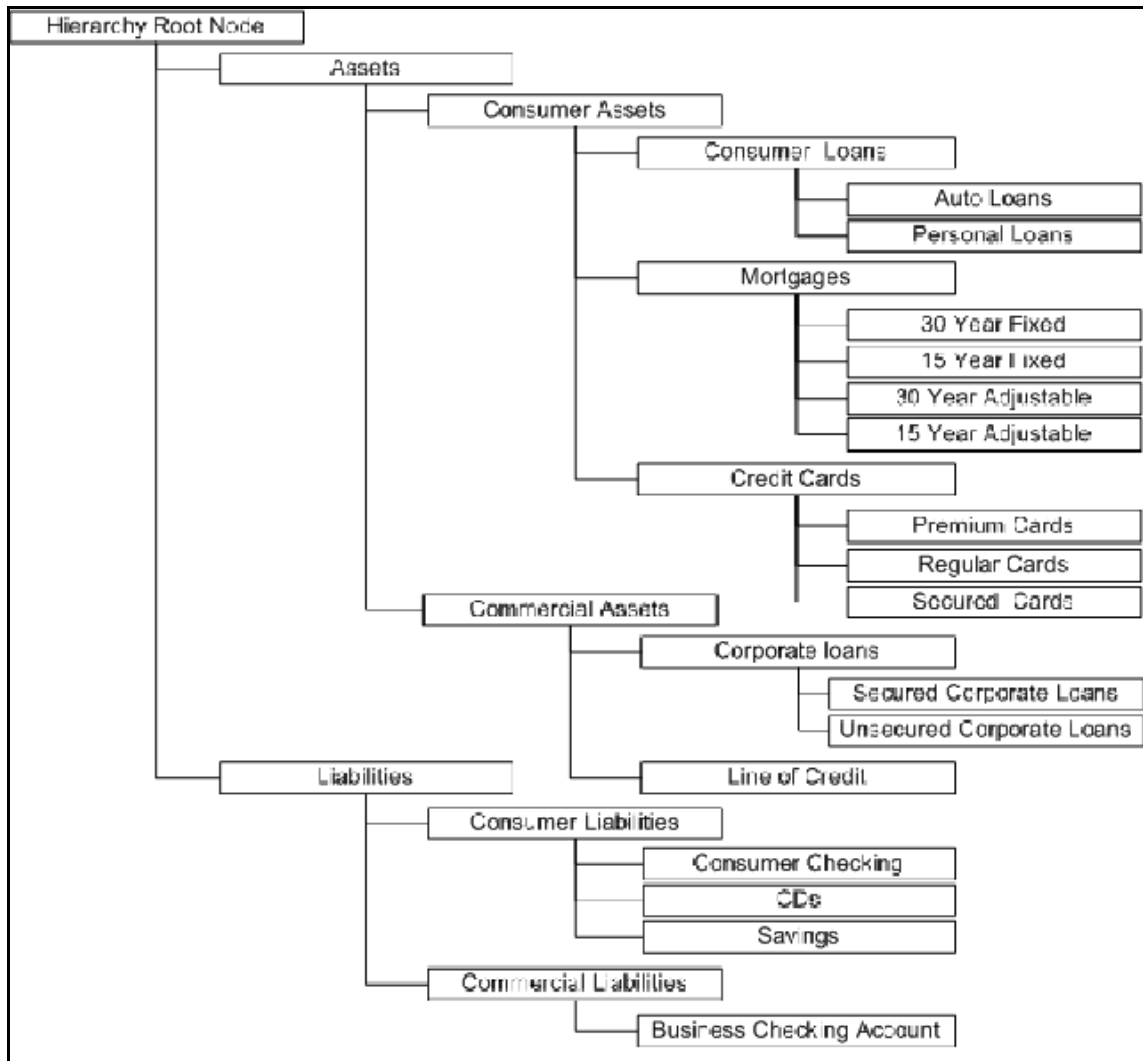 Hierarchy Root Node
Assets
Consumer Assets
Consumer Loans
Auto Loans
Personal Loans
Mortgages
30 Year Fixed
15 Year Fixed
30 Year Adjustable
15 Year Adjustable
Credit Cards
Premium Cards
Regular Cards
Secured Cards
Commercial Assets
Corporate loans
Secured Corporate Loans
Unsecured Corporate Loans
Line of Credit
Liabilities
Consumer Liabilities
Consumer Checking
CDs
Savings
Commercial Liabilities
Business Checking Account